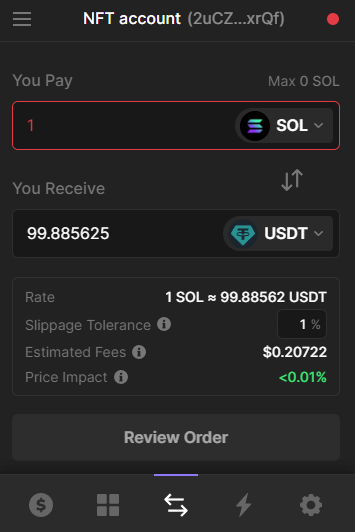 NFT account (2uCZ...xrQf)
You Pay
Max 0 SOL
1
SOL
You Receive
99.885625
USDT
Rate
1 SOL ≈ 99.88562 USDT
Slippage Tolerance
1 %
Estimated Fees
$0.20722
Price Impact
<0.01%
Review Order